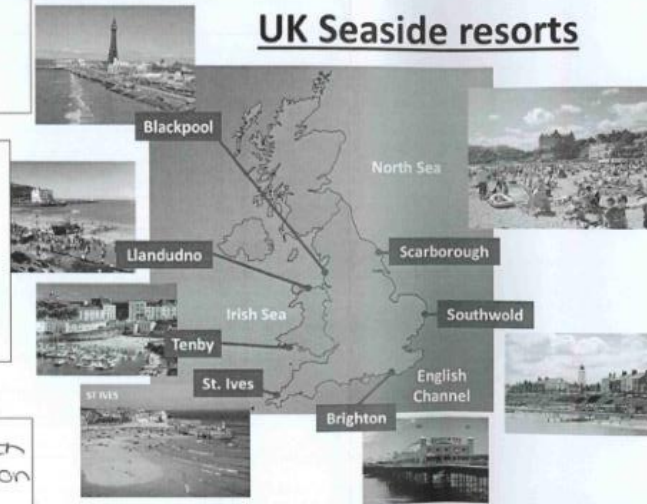 UK Seaside resorts
Blackpool
North Sea
Llandudno
Scarborough
Irish Sea
Southwold
Tenby
ST IVES
St. Ives
English
Channel
Brighton